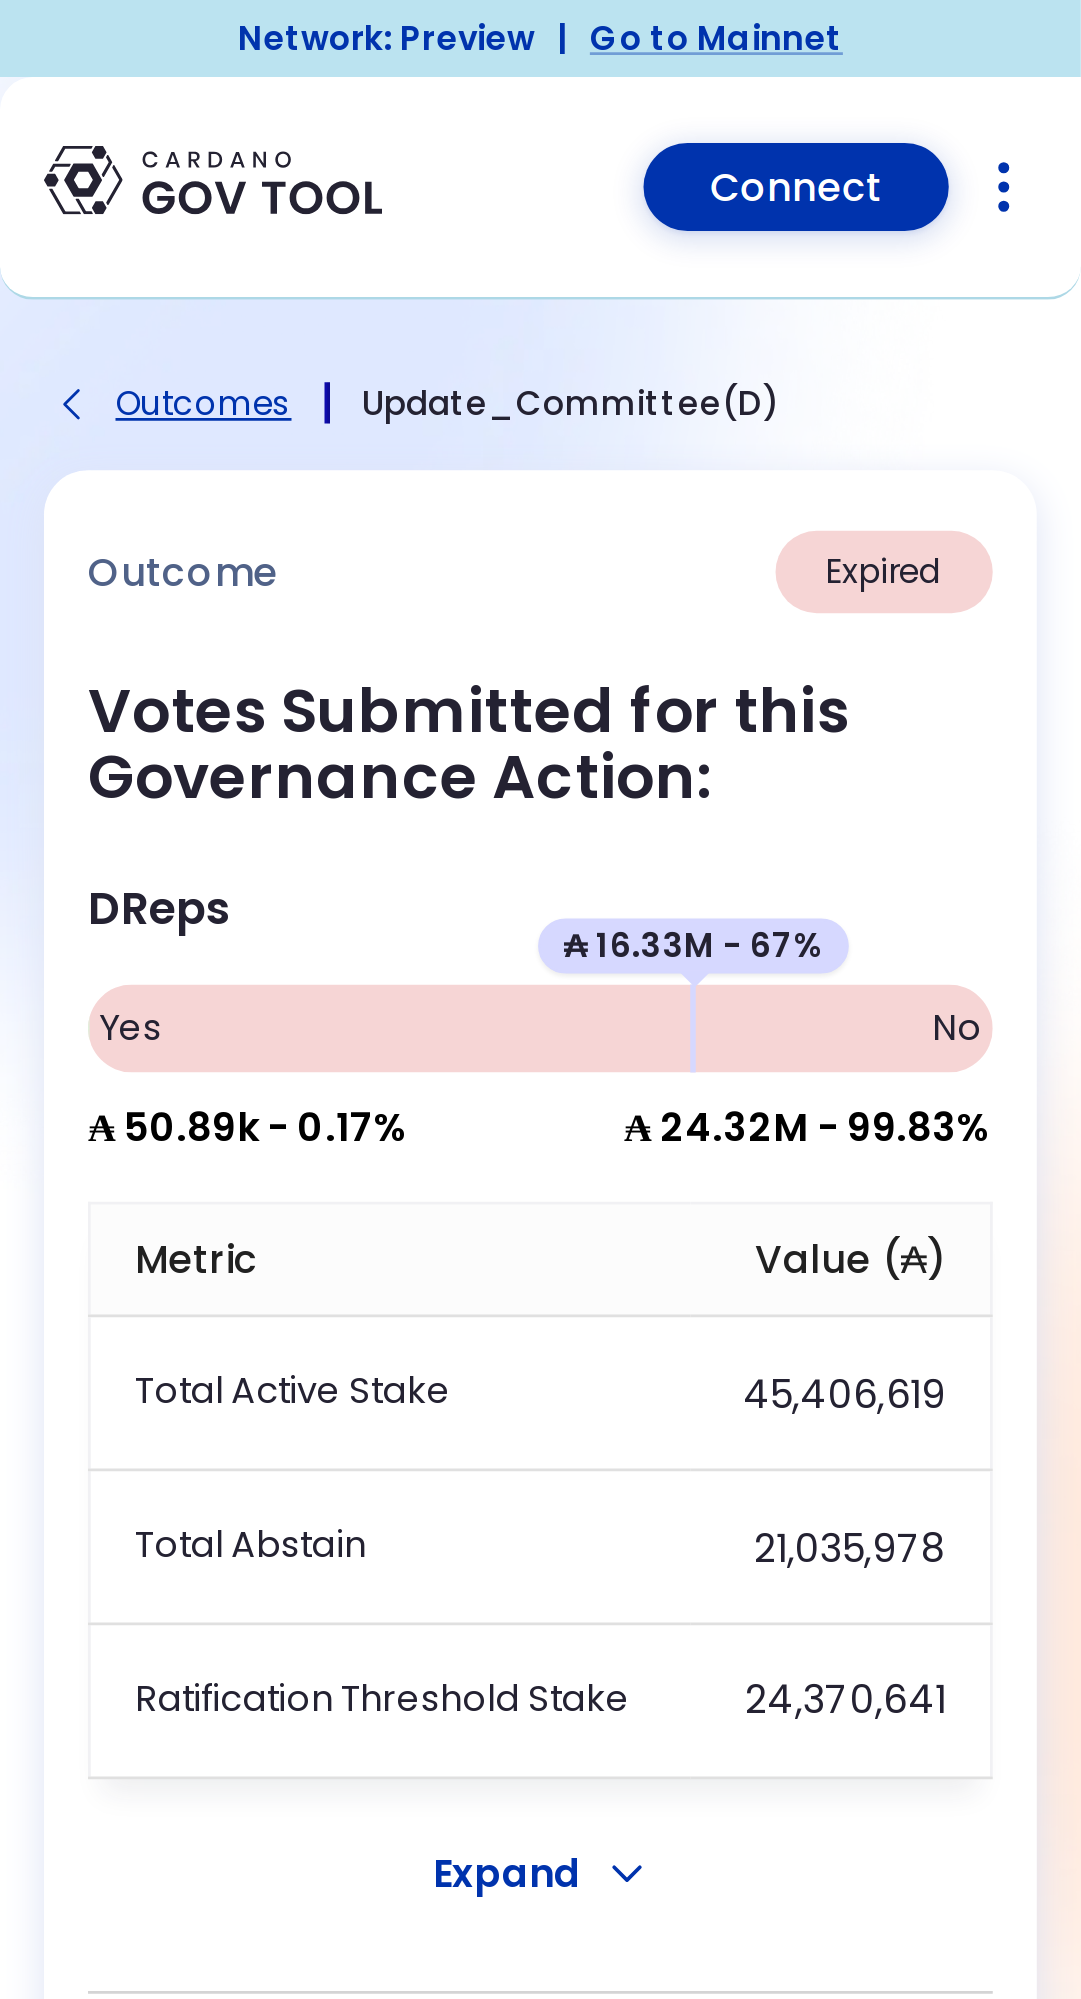 Network: Preview | Go to Mainnet
CARDANO
GOV TOOL
Connect
Outcomes | Update_Committee(D)
Outcome
Expired
Votes Submitted for this
Governance Action:
DReps
₳ 16.33M - 67%
Yes No
₳ 50.89k - 0.17% ₳ 24.32M - 99.83%
Metric Value (₳)
Total Active Stake 45,406,619
Total Abstain 21,035,978
Ratification Threshold Stake 24,370,641
Expand